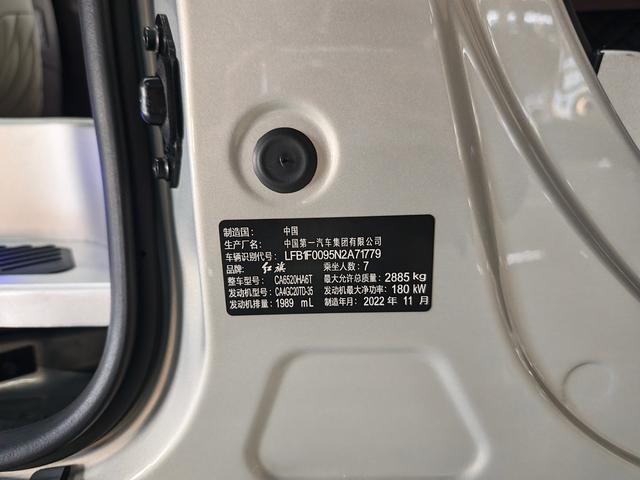 制造国： 中国
生产厂名： 中国第一汽车集团有限公司
车辆识别代号： LFB1F0095N2A71779
品牌： 红旗 乘坐人数： 7
整车型号： CA6520HA6T 最大允许总质量： 2885 kg
发动机型号： CA4GC20TD-35 发动机最大净功率： 180 kW
发动机排量： 1989 mL 制造年月： 2022 年 11 月